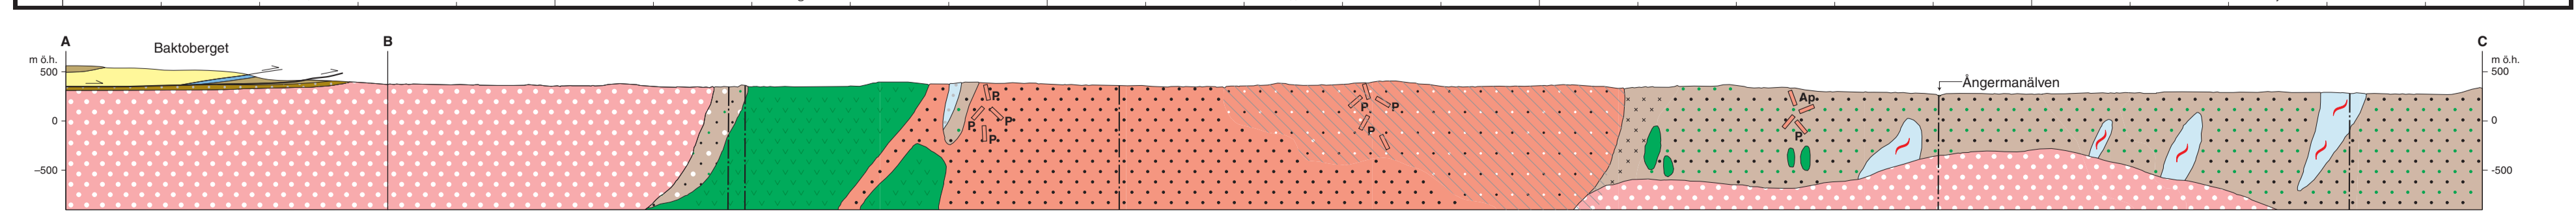 A
Baktoberget
B
C
m ö.h.
500
0
−500
P
P
P
P
P
P
P
Ap
P
Ångermanälven
m ö.h.
500
0
-500